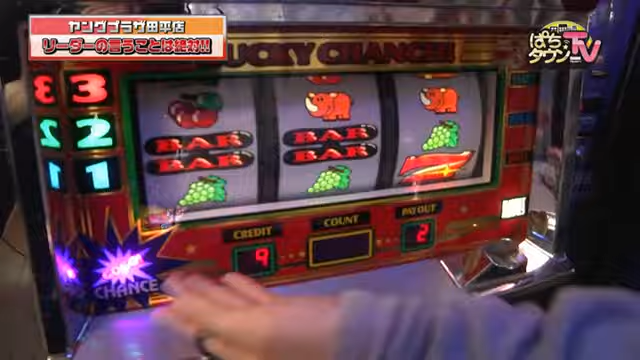 ヤングプラザ田平店
リーダーの言うことは絶対!!
ぱち
タウンTV
LUCKY CHANCE!
3 3
2 2
1 1
BAR BAR
BAR BAR
CREDIT COUNT PAY OUT
9 2
CHANCE